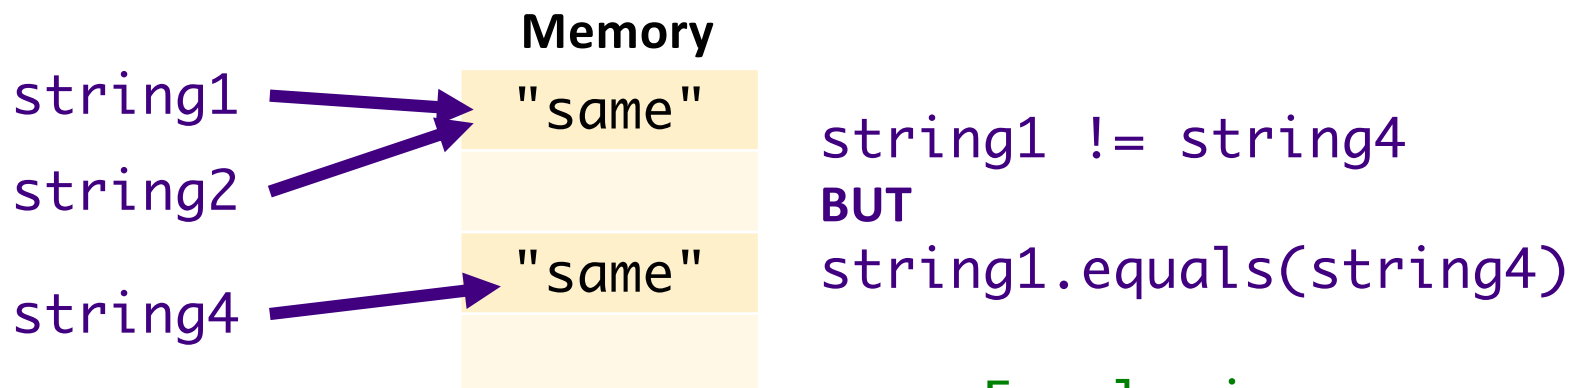 Memory
string1
"same"
string2
string4
"same"
string1 != string4
BUT
string1.equals(string4)